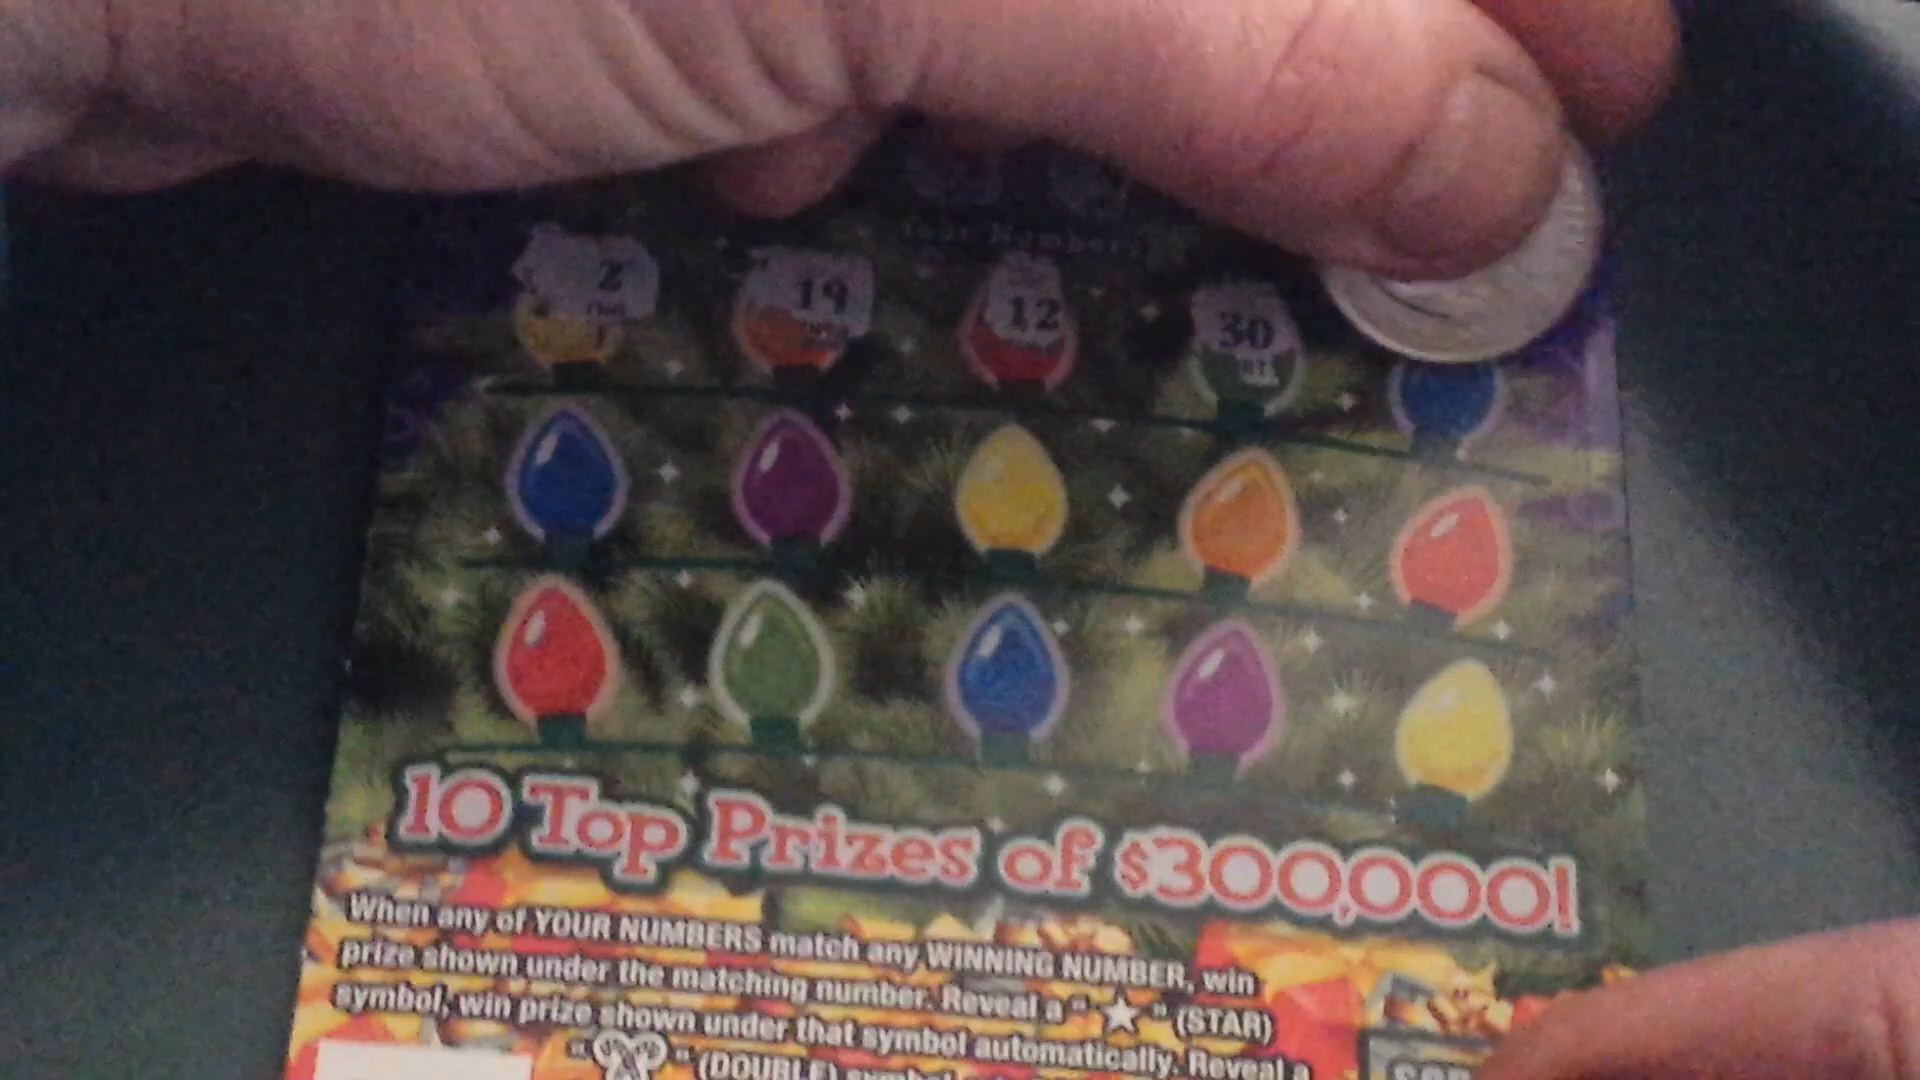 Your Numbers
2 19 12 30
10 Top Prizes of $300,000!
When any of YOUR NUMBERS match any WINNING NUMBER, win
prize shown under the matching number. Reveal a "★" (STAR)
symbol, win prize shown under that symbol automatically. Reveal a
" " (DOUBLE) symbol